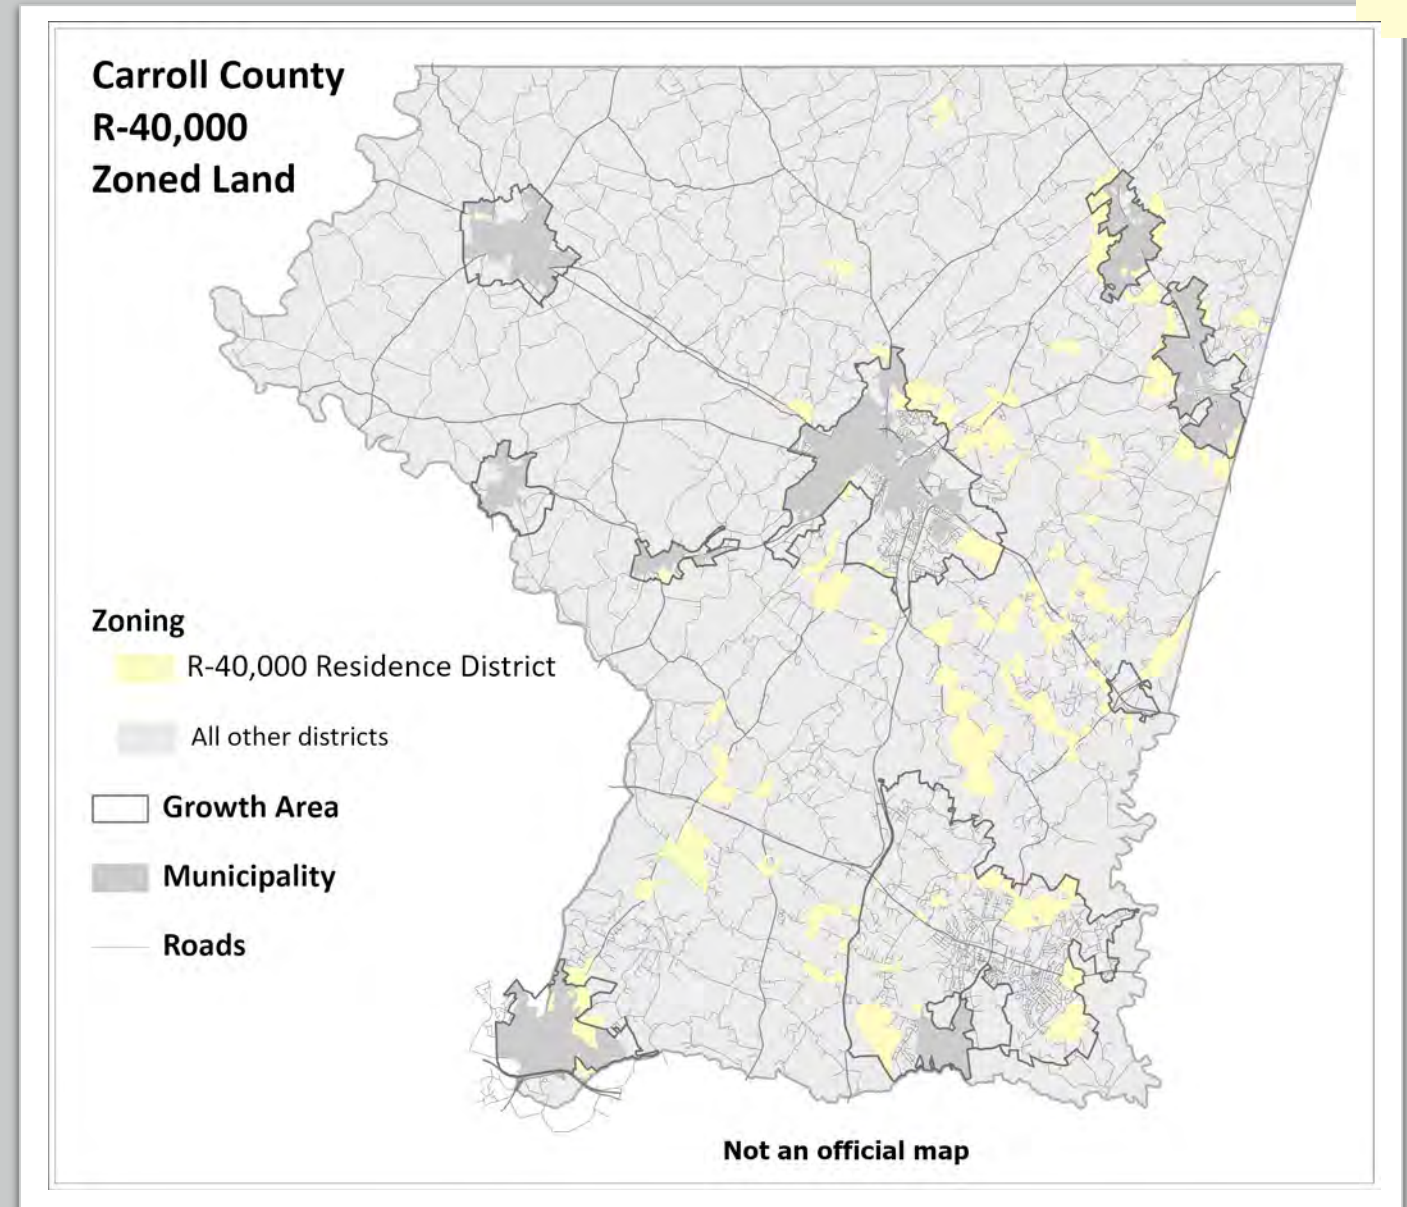 Carroll County
R-40,000
Zoned Land
Zoning
R-40,000 Residence District
All other districts
Growth Area
Municipality
Roads
Not an official map